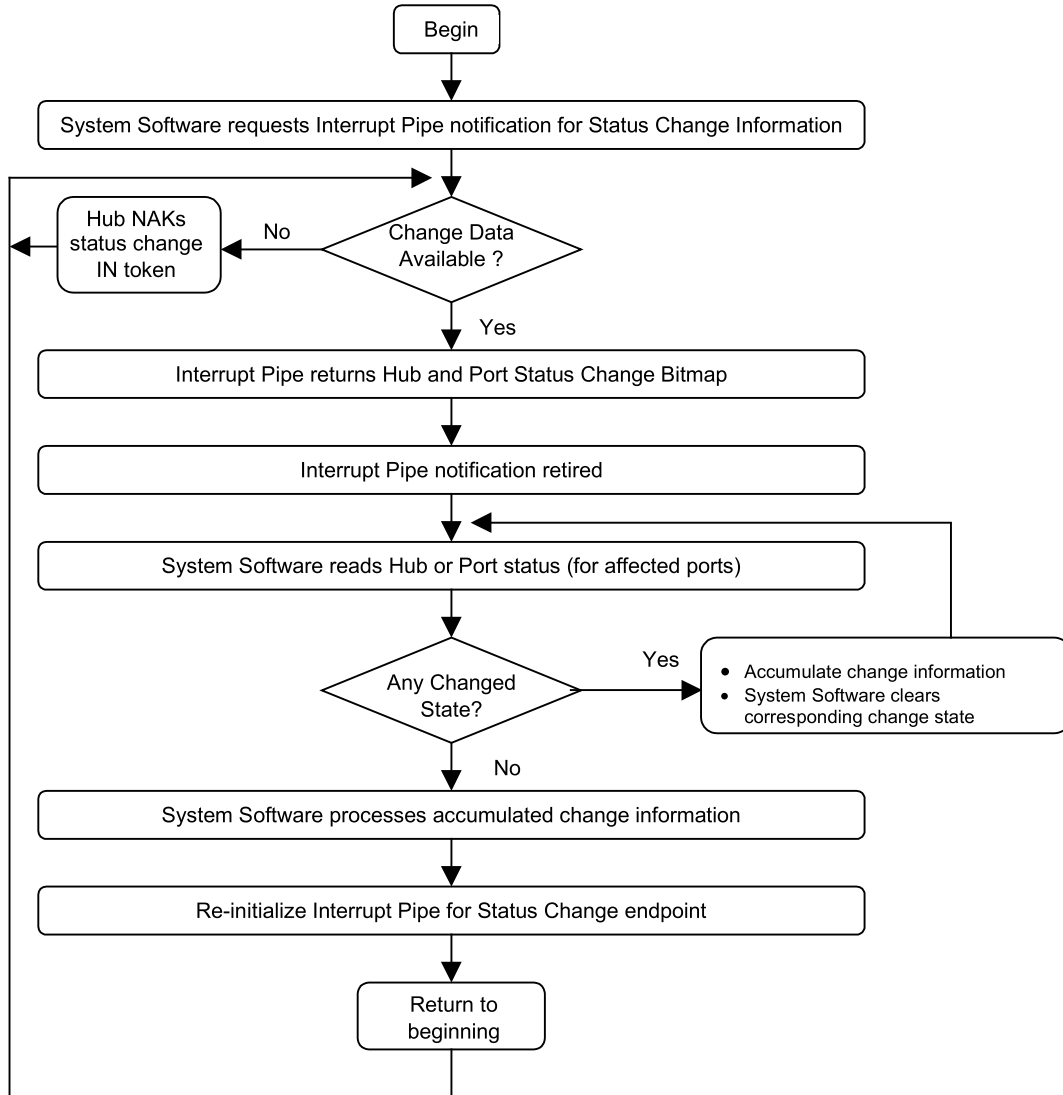 Begin
System Software requests Interrupt Pipe notification for Status Change Information
Hub NAKs
status change
IN token
No
Change Data
Available ?
Yes
Interrupt Pipe returns Hub and Port Status Change Bitmap
Interrupt Pipe notification retired
System Software reads Hub or Port status (for affected ports)
Any Changed
State?
Yes
● Accumulate change information
● System Software clears
corresponding change state
No
System Software processes accumulated change information
Re-initialize Interrupt Pipe for Status Change endpoint
Return to
beginning